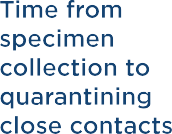 Time from
specimen
collection to
quarantining
close contacts